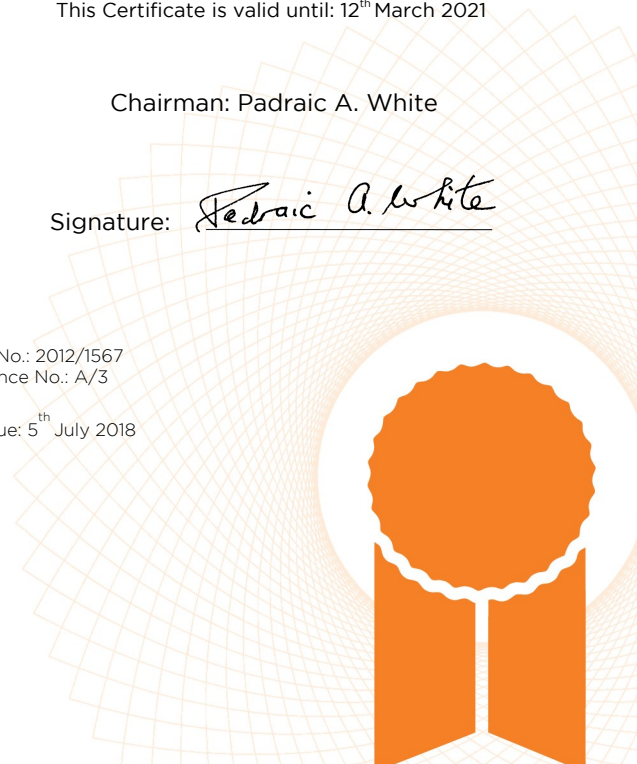 This Certificate is valid until: 12th March 2021
Chairman: Padraic A. White
Signature: Padraic A. White
No.: 2012/1567
No.: A/3
5th July 2018